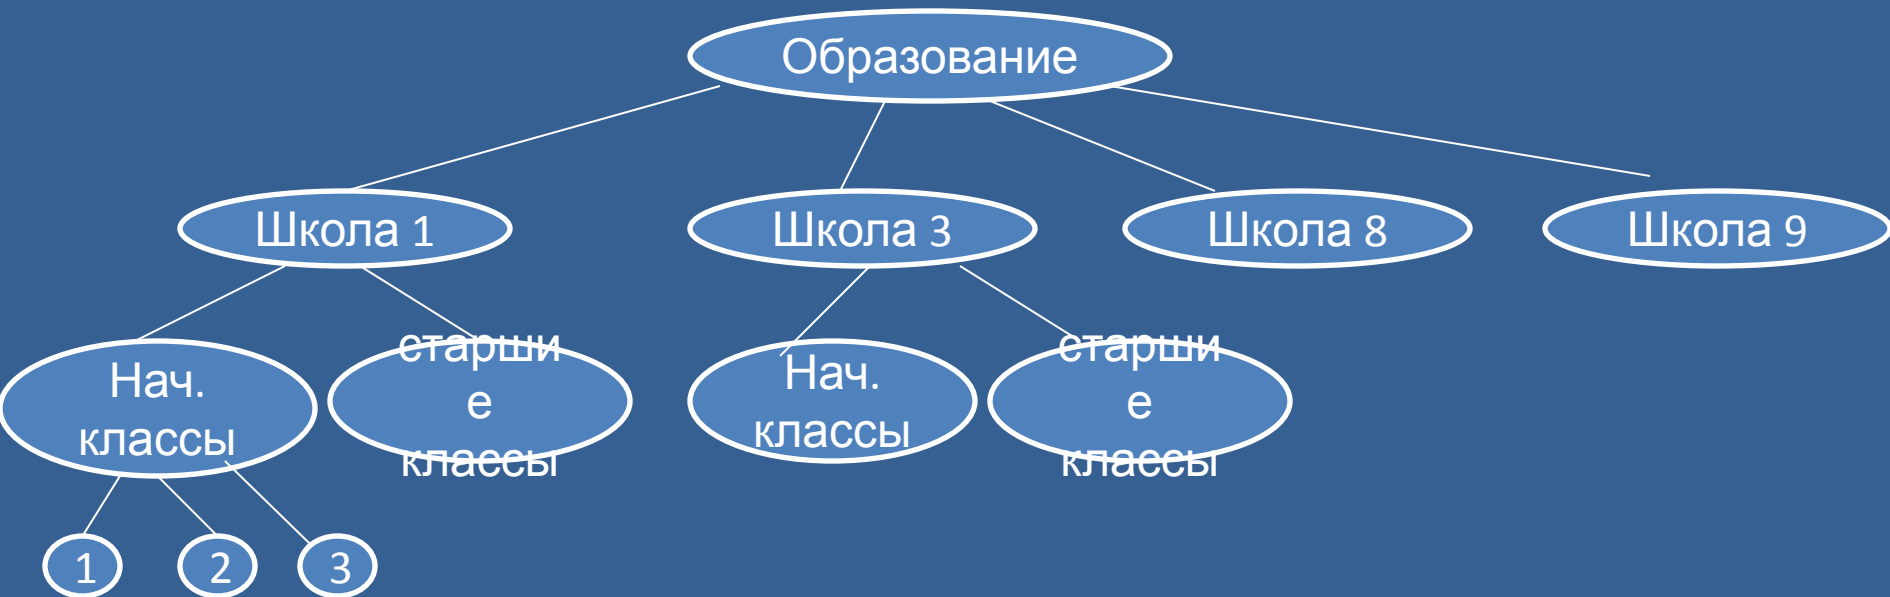 Образование
Школа 1
Школа 3
Школа 8
Школа 9
Нач.
классы
старши
е
классы
Нач.
классы
старши
е
классы
1
2
3